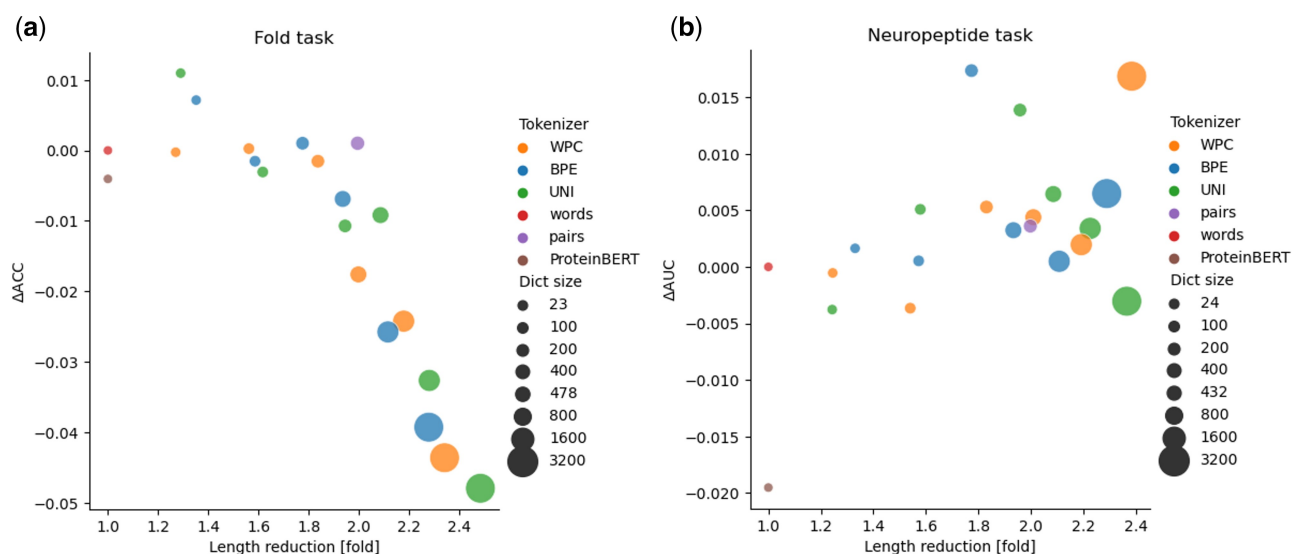 (a)
Fold task
ΔACC
0.01
0.00
−0.01
−0.02
−0.03
−0.04
−0.05
1.0 1.2 1.4 1.6 1.8 2.0 2.2 2.4
Length reduction [fold]
Tokenizer
WPC
BPE
UNI
words
pairs
ProteinBERT
Dict size
23
100
200
400
478
800
1600
3200
(b)
Neuropeptide task
ΔAUC
0.015
0.010
0.005
0.000
−0.005
−0.010
−0.015
−0.020
1.0 1.2 1.4 1.6 1.8 2.0 2.2 2.4
Length reduction [fold]
Tokenizer
WPC
BPE
UNI
pairs
words
ProteinBERT
Dict size
24
100
200
400
432
800
1600
3200